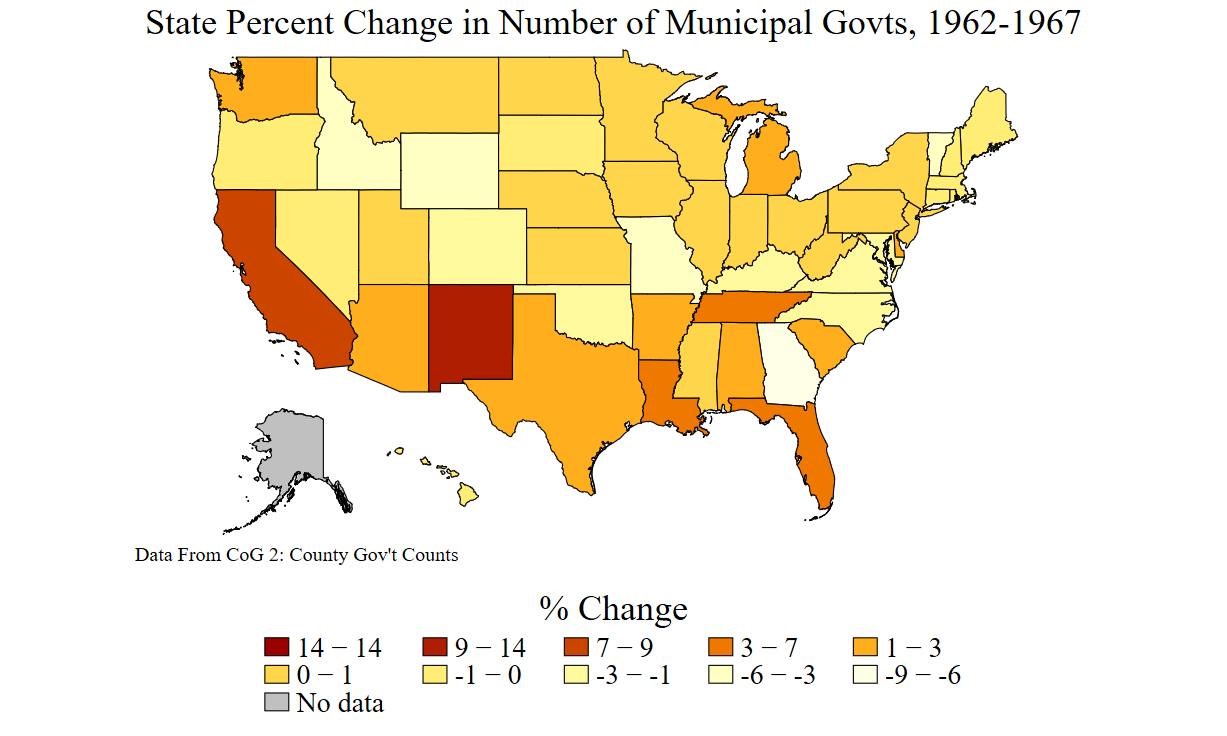 State Percent Change in Number of Municipal Govts, 1962-1967
Data From CoG 2: County Gov't Counts
% Change
14 − 14 9 − 14 7 − 9 3 − 7 1 − 3
0 − 1 -1 − 0 -3 − -1 -6 − -3 -9 − -6
No data